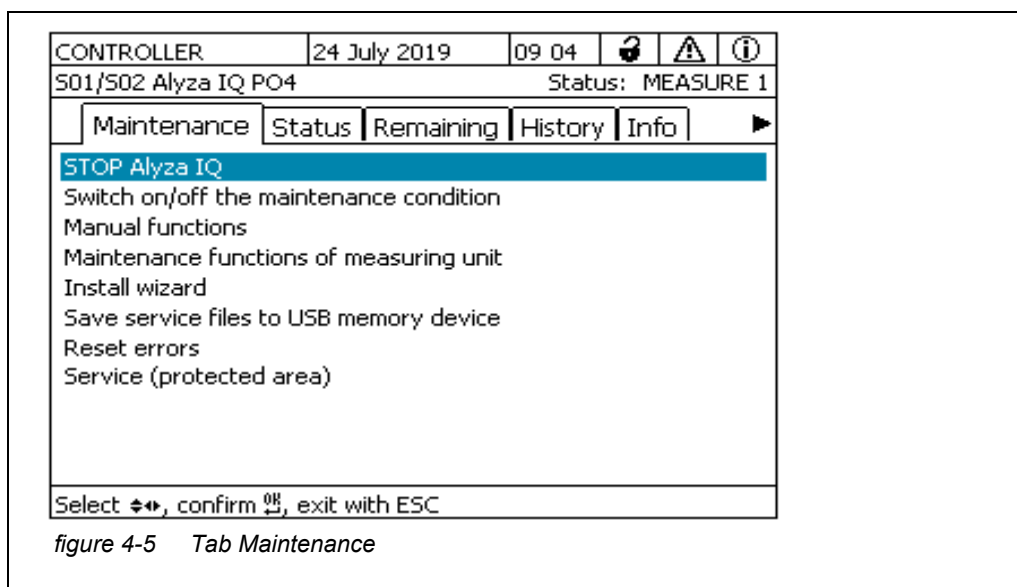 CONTROLLER 24 July 2019 09 04
S01/S02 Alyza IQ PO4 Status: MEASURE 1
Maintenance Status Remaining History Info
STOP Alyza IQ
Switch on/off the maintenance condition
Manual functions
Maintenance functions of measuring unit
Install wizard
Save service files to USB memory device
Reset errors
Service (protected area)
Select , confirm OK, exit with ESC
figure 4-5 Tab Maintenance